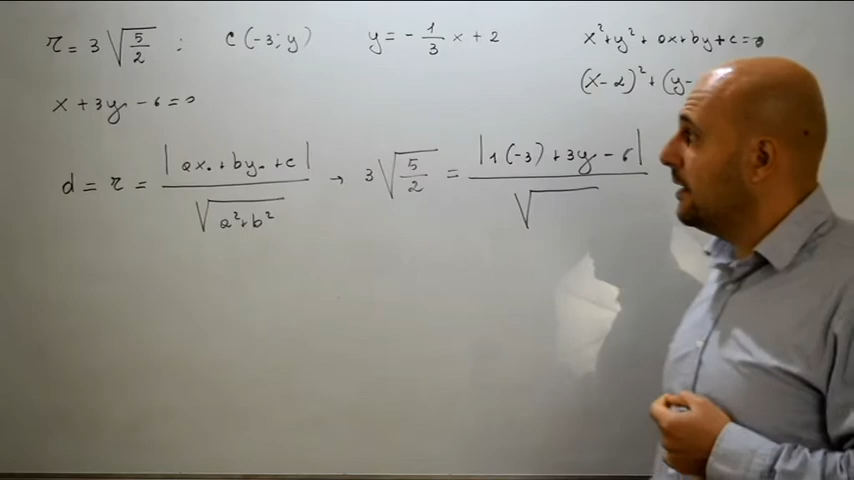 r = 3√(5/2) ; C(-3; y) y = -1/3 x + 2 x² + y² + ax + by + c = 0
(x - α)² + (y -
x + 3y - 6 = 0
d = r = |ax₀ + by₀ + c| / √(a² + b²) → 3√(5/2) = |1(-3) + 3y - 6| / √